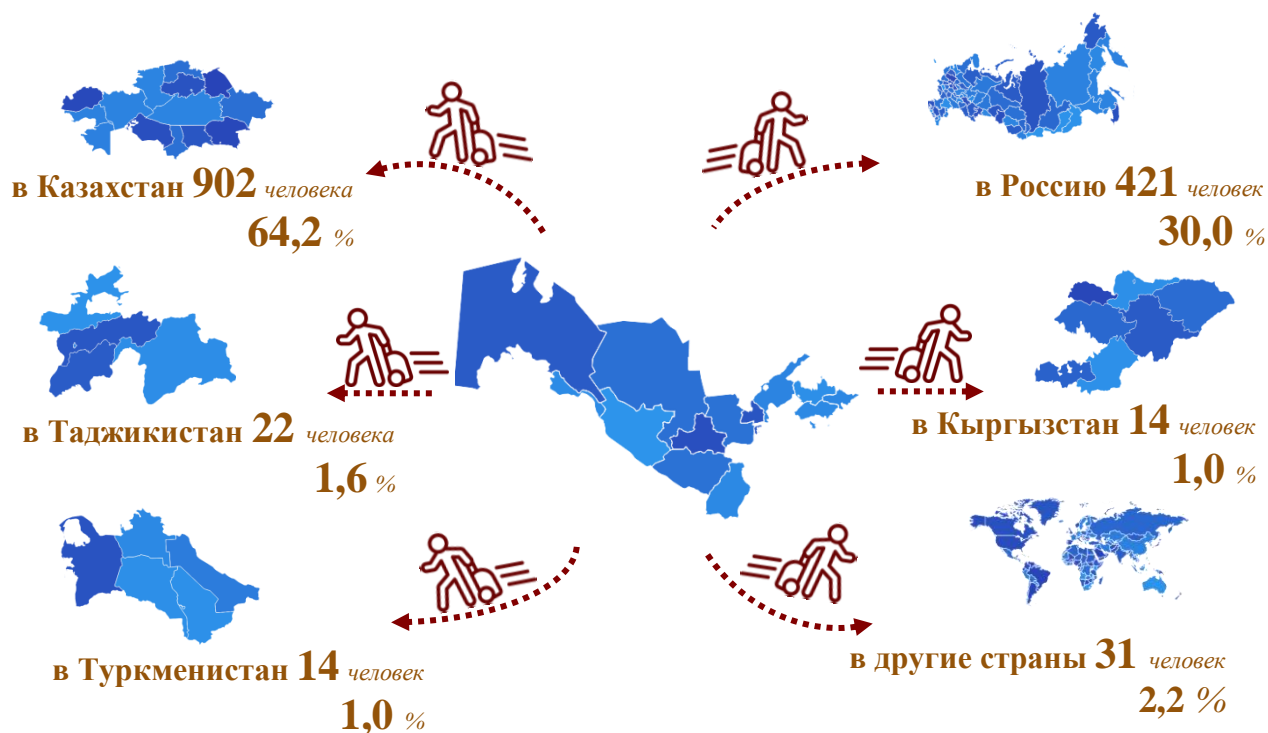 в Казахстан 902 человека
64,2 %
в Россию 421 человек
30,0 %
в Таджикистан 22 человека
1,6 %
в Кыргызстан 14 человек
1,0 %
в Туркменистан 14 человек
1,0 %
в другие страны 31 человек
2,2 %